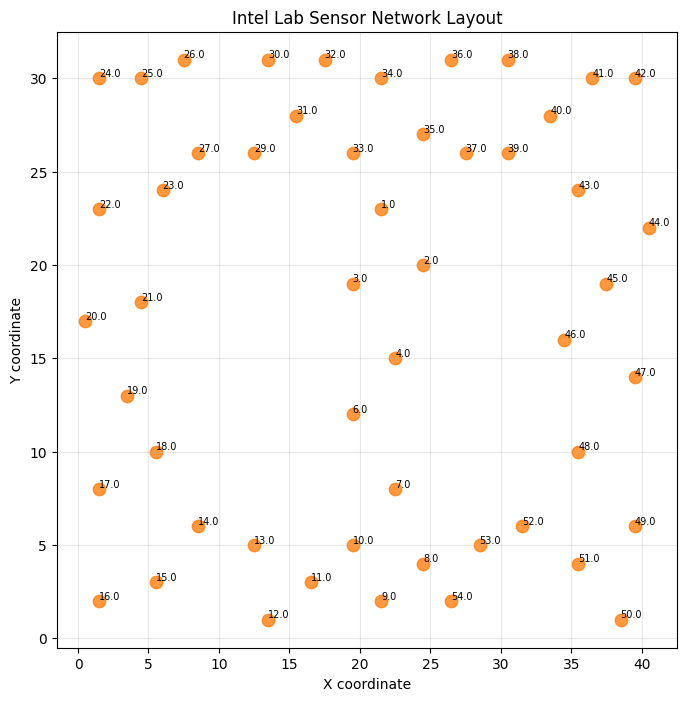 Intel Lab Sensor Network Layout
26.0 30.0 32.0 36.0 38.0
24.0 25.0 34.0 41.0 42.0
31.0 40.0
35.0
27.0 29.0 33.0 37.0 39.0
23.0 43.0
22.0 1.0
44.0
2.0
3.0 45.0
21.0
20.0
46.0
4.0
47.0
19.0
6.0
18.0 48.0
17.0 7.0
14.0 52.0 49.0
13.0 10.0 53.0
8.0 51.0
15.0 11.0
16.0 9.0 54.0
12.0 50.0
30
25
20
15
10
5
0
0 5 10 15 20 25 30 35 40
X coordinate
Y coordinate